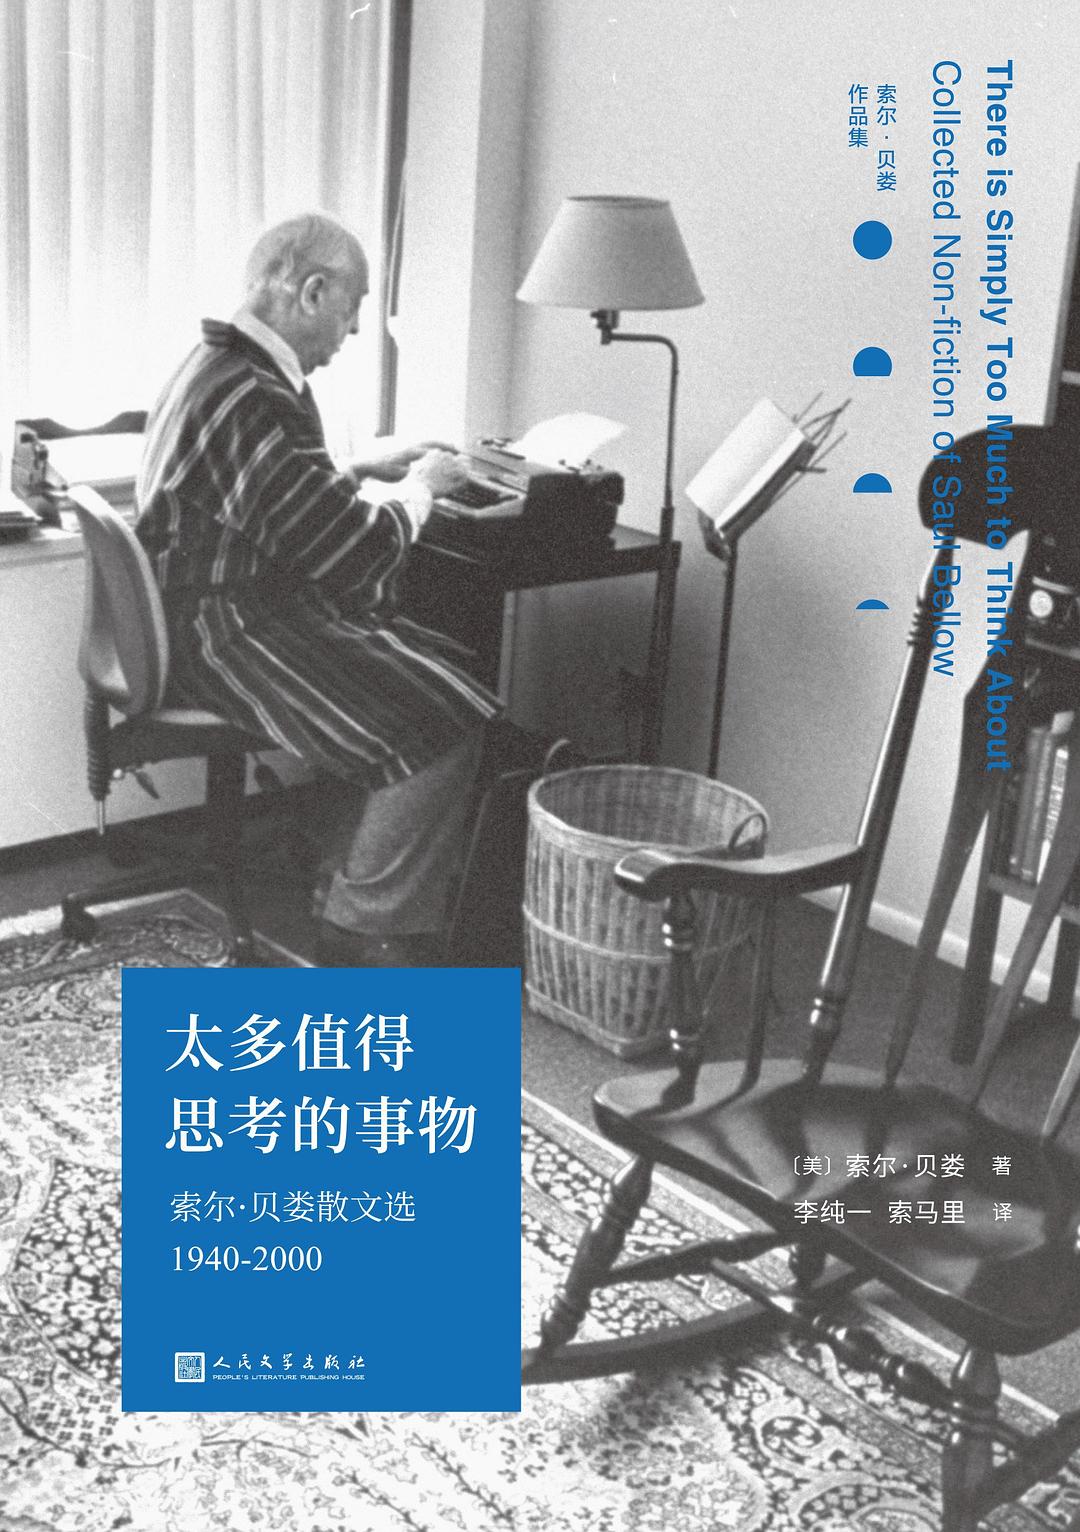 There is Simply Too Much to Think About
Collected Non-fiction of Saul Bellow
索尔·贝娄
作品集
太多值得
思考的事物
索尔·贝娄散文选
1940-2000
人民文学出版社
PEOPLE'S LITERATURE PUBLISHING HOUSE
〔美〕索尔·贝娄 著
李纯一 索马里 译